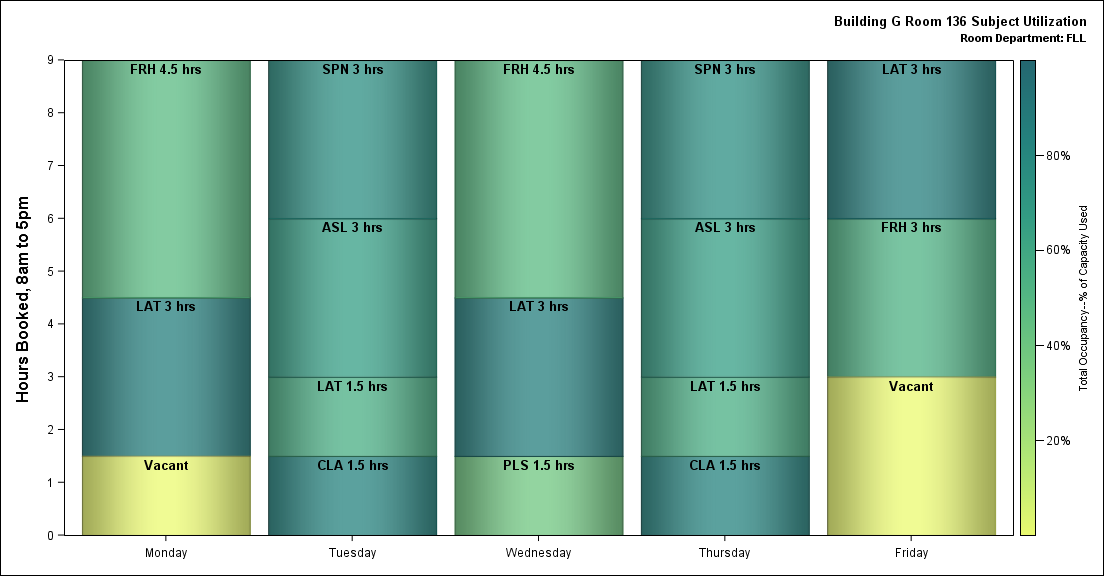 Building G Room 136 Subject Utilization
Room Department: FLL
Hours Booked, 8am to 5pm
9
8
7
6
5
4
3
2
1
0
FRH 4.5 hrs
LAT 3 hrs
Vacant
SPN 3 hrs
ASL 3 hrs
LAT 1.5 hrs
CLA 1.5 hrs
FRH 4.5 hrs
LAT 3 hrs
PLS 1.5 hrs
SPN 3 hrs
ASL 3 hrs
LAT 1.5 hrs
CLA 1.5 hrs
LAT 3 hrs
FRH 3 hrs
Vacant
Monday
Tuesday
Wednesday
Thursday
Friday
80%
60%
40%
20%
Total Occupancy--% of Capacity Used